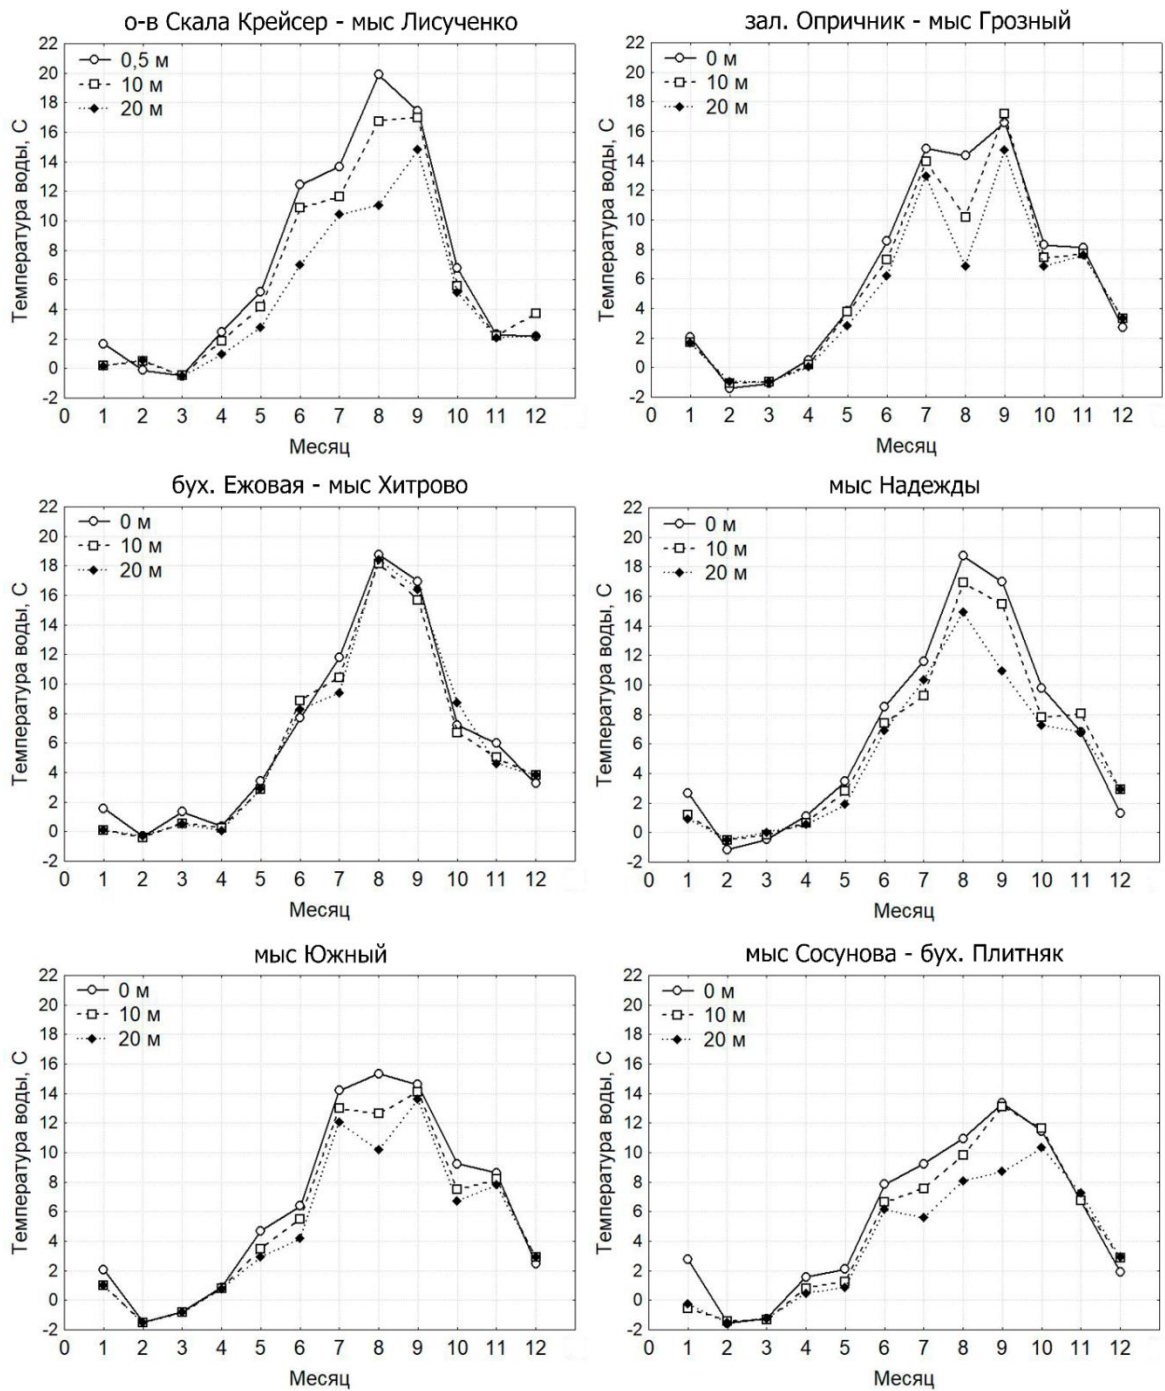 о-в Скала Крейсер - мыс Лисученко
Температура воды, С
22
20
18
16
14
12
10
8
6
4
2
0
-2
0,5 м
10 м
20 м
0 1 2 3 4 5 6 7 8 9 10 11 12
Месяц
зал. Опричник - мыс Грозный
Температура воды, С
22
20
18
16
14
12
10
8
6
4
2
0
-2
0 м
10 м
20 м
0 1 2 3 4 5 6 7 8 9 10 11 12
Месяц
бух. Ежовая - мыс Хитрово
Температура воды, С
22
20
18
16
14
12
10
8
6
4
2
0
-2
0 м
10 м
20 м
0 1 2 3 4 5 6 7 8 9 10 11 12
Месяц
мыс Надежды
Температура воды, С
22
20
18
16
14
12
10
8
6
4
2
0
-2
0 м
10 м
20 м
0 1 2 3 4 5 6 7 8 9 10 11 12
Месяц
мыс Южный
Температура воды, С
22
20
18
16
14
12
10
8
6
4
2
0
-2
0 м
10 м
20 м
0 1 2 3 4 5 6 7 8 9 10 11 12
Месяц
мыс Сосунова - бух. Плитняк
Температура воды, С
22
20
18
16
14
12
10
8
6
4
2
0
-2
0 м
10 м
20 м
0 1 2 3 4 5 6 7 8 9 10 11 12
Месяц